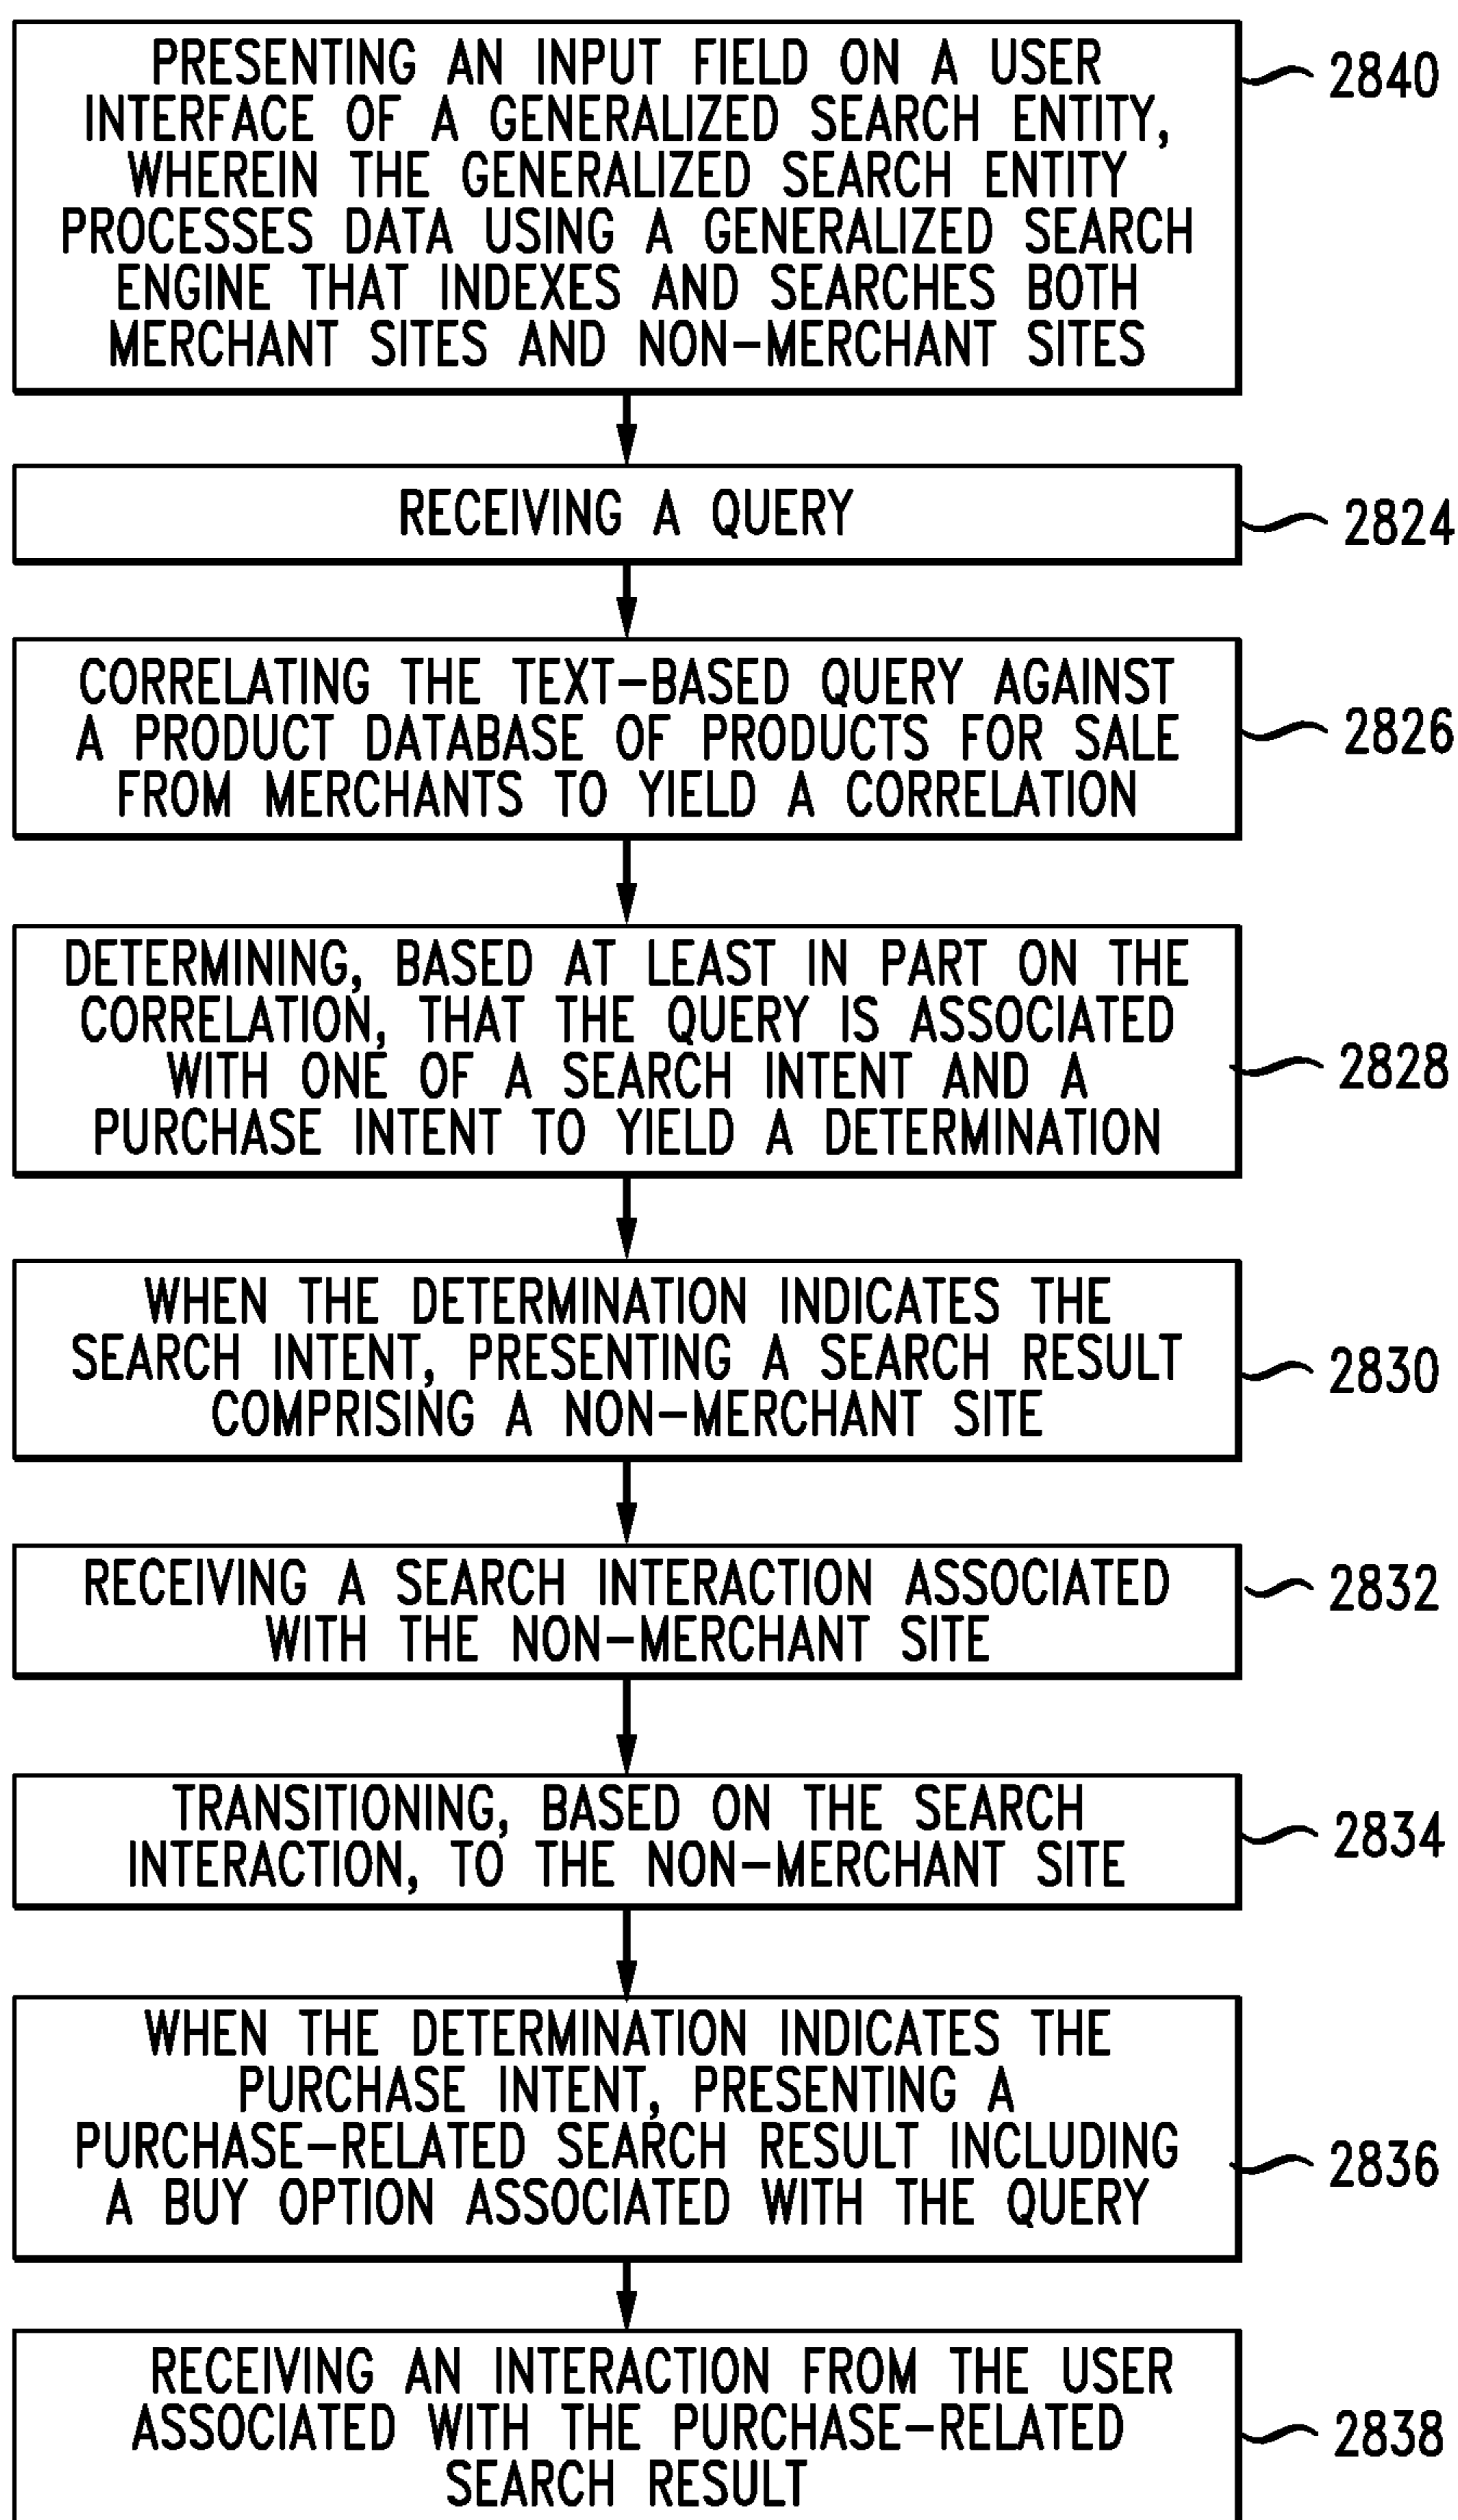 PRESENTING AN INPUT FIELD ON A USER
INTERFACE OF A GENERALIZED SEARCH ENTITY,
WHEREIN THE GENERALIZED SEARCH ENTITY
PROCESSES DATA USING A GENERALIZED SEARCH
ENGINE THAT INDEXES AND SEARCHES BOTH
MERCHANT SITES AND NON-MERCHANT SITES
2840
RECEIVING A QUERY
2824
CORRELATING THE TEXT-BASED QUERY AGAINST
A PRODUCT DATABASE OF PRODUCTS FOR SALE
FROM MERCHANTS TO YIELD A CORRELATION
2826
DETERMINING, BASED AT LEAST IN PART ON THE
CORRELATION, THAT THE QUERY IS ASSOCIATED
WITH ONE OF A SEARCH INTENT AND A
PURCHASE INTENT TO YIELD A DETERMINATION
2828
WHEN THE DETERMINATION INDICATES THE
SEARCH INTENT, PRESENTING A SEARCH RESULT
COMPRISING A NON-MERCHANT SITE
2830
RECEIVING A SEARCH INTERACTION ASSOCIATED
WITH THE NON-MERCHANT SITE
2832
TRANSITIONING, BASED ON THE SEARCH
INTERACTION, TO THE NON-MERCHANT SITE
2834
WHEN THE DETERMINATION INDICATES THE
PURCHASE INTENT, PRESENTING A
PURCHASE-RELATED SEARCH RESULT INCLUDING
A BUY OPTION ASSOCIATED WITH THE QUERY
2836
RECEIVING AN INTERACTION FROM THE USER
ASSOCIATED WITH THE PURCHASE-RELATED
SEARCH RESULT
2838